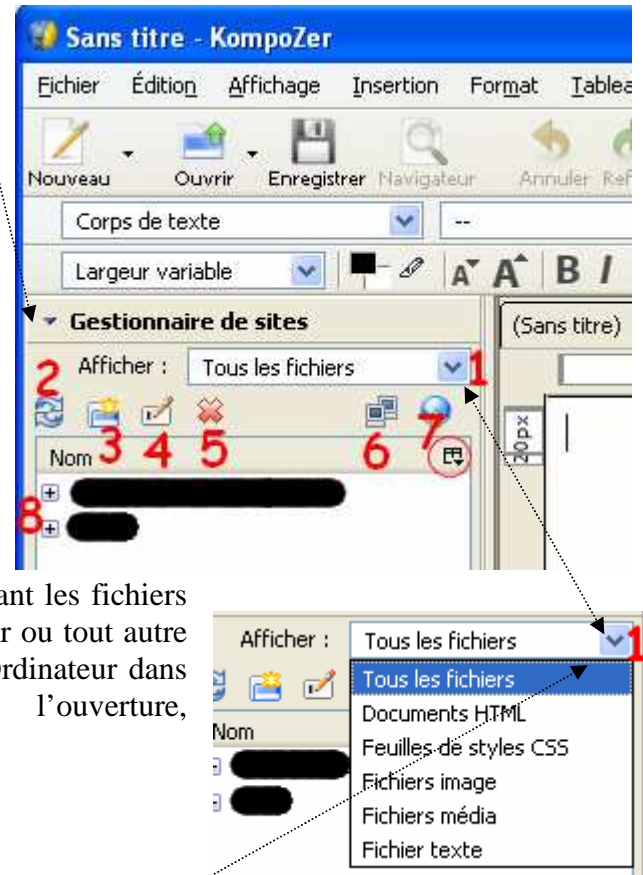 Sans titre - KompoZer
Fichier Édition Affichage Insertion Format Tablea
Nouveau Ouvrir Enregistrer Navigateur Annuler Ref
Corps de texte --
Largeur variable A A B I
Gestionnaire de sites (Sans titre)
Afficher : Tous les fichiers 1
2
3 4 5 6 7
Nom
20px
8
ant les fichiers
r ou tout autre
Ordinateur dans
l’ouverture,
Afficher : Tous les fichiers 1
Tous les fichiers
Nom
Documents HTML
Feuilles de styles CSS
Fichiers image
Fichiers média
Fichier texte